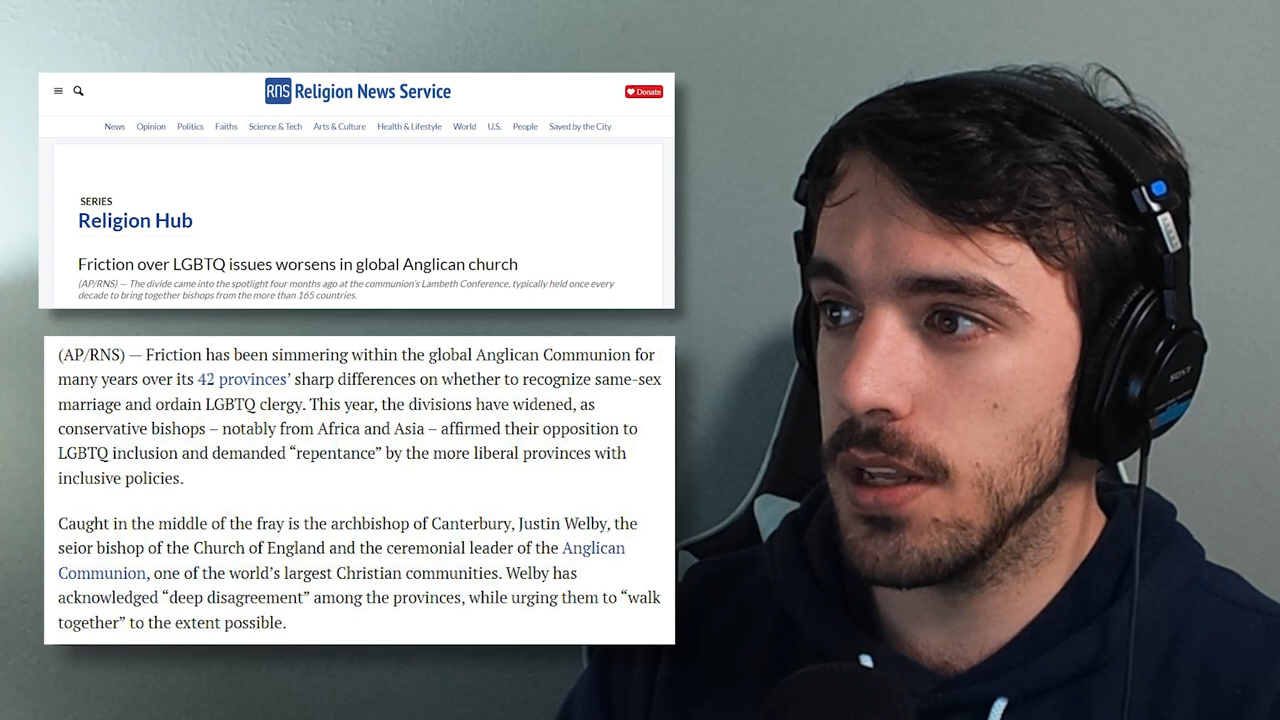 RNS Religion News Service
Donate
News Opinion Politics Faiths Science & Tech Arts & Culture Health & Lifestyle World U.S. People Saved by the City
SERIES
Religion Hub
Friction over LGBTQ issues worsens in global Anglican church
(AP/RNS) — The divide came into the spotlight four months ago at the communion's Lambeth Conference, typically held once every
decade to bring together bishops from the more than 165 countries.
(AP/RNS) — Friction has been simmering within the global Anglican Communion for
many years over its 42 provinces’ sharp differences on whether to recognize same-sex
marriage and ordain LGBTQ clergy. This year, the divisions have widened, as
conservative bishops – notably from Africa and Asia – affirmed their opposition to
LGBTQ inclusion and demanded “repentance” by the more liberal provinces with
inclusive policies.
Caught in the middle of the fray is the archbishop of Canterbury, Justin Welby, the
seior bishop of the Church of England and the ceremonial leader of the Anglican
Communion, one of the world’s largest Christian communities. Welby has
acknowledged “deep disagreement” among the provinces, while urging them to “walk
together” to the extent possible.
SONY